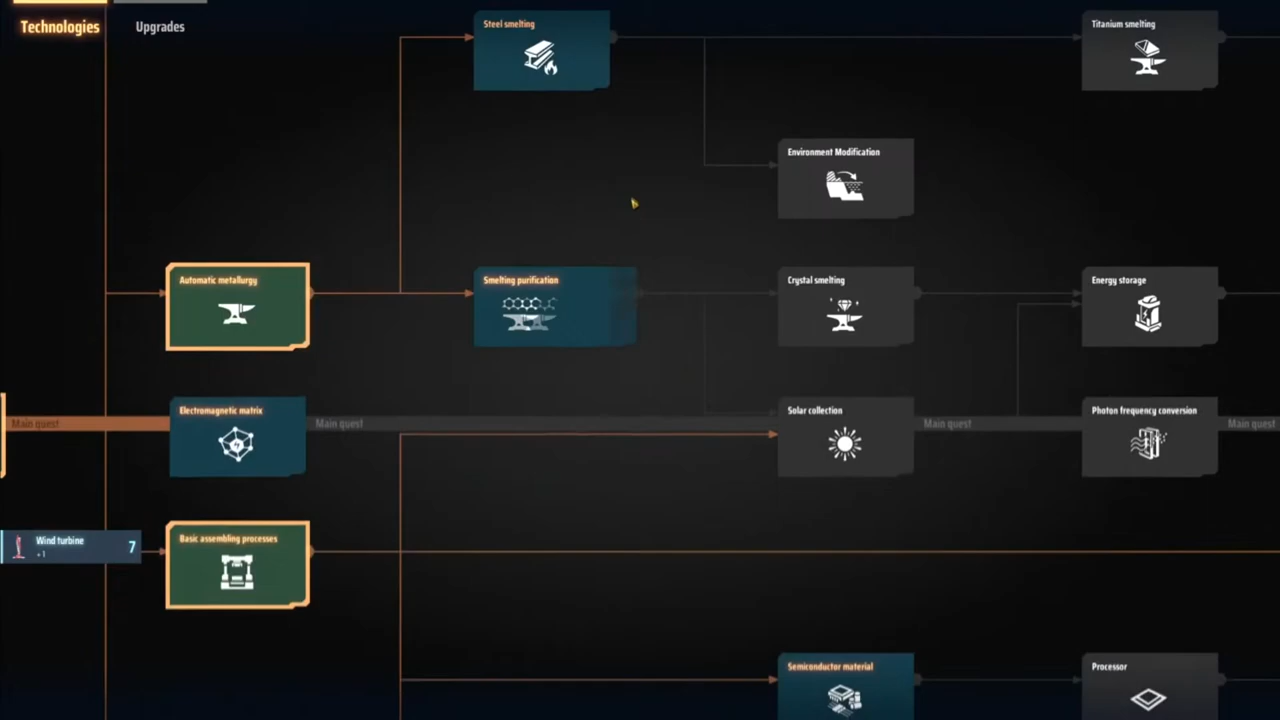 Technologies
Upgrades
Steel smelting
Titanium smelting
Environment Modification
Automatic metallurgy
Smelting purification
Crystal smelting
Energy storage
Main quest
Electromagnetic matrix
Main quest
Solar collection
Main quest
Photon frequency conversion
Main quest
Wind turbine
+1
7
Basic assembling processes
Semiconductor material
Processor